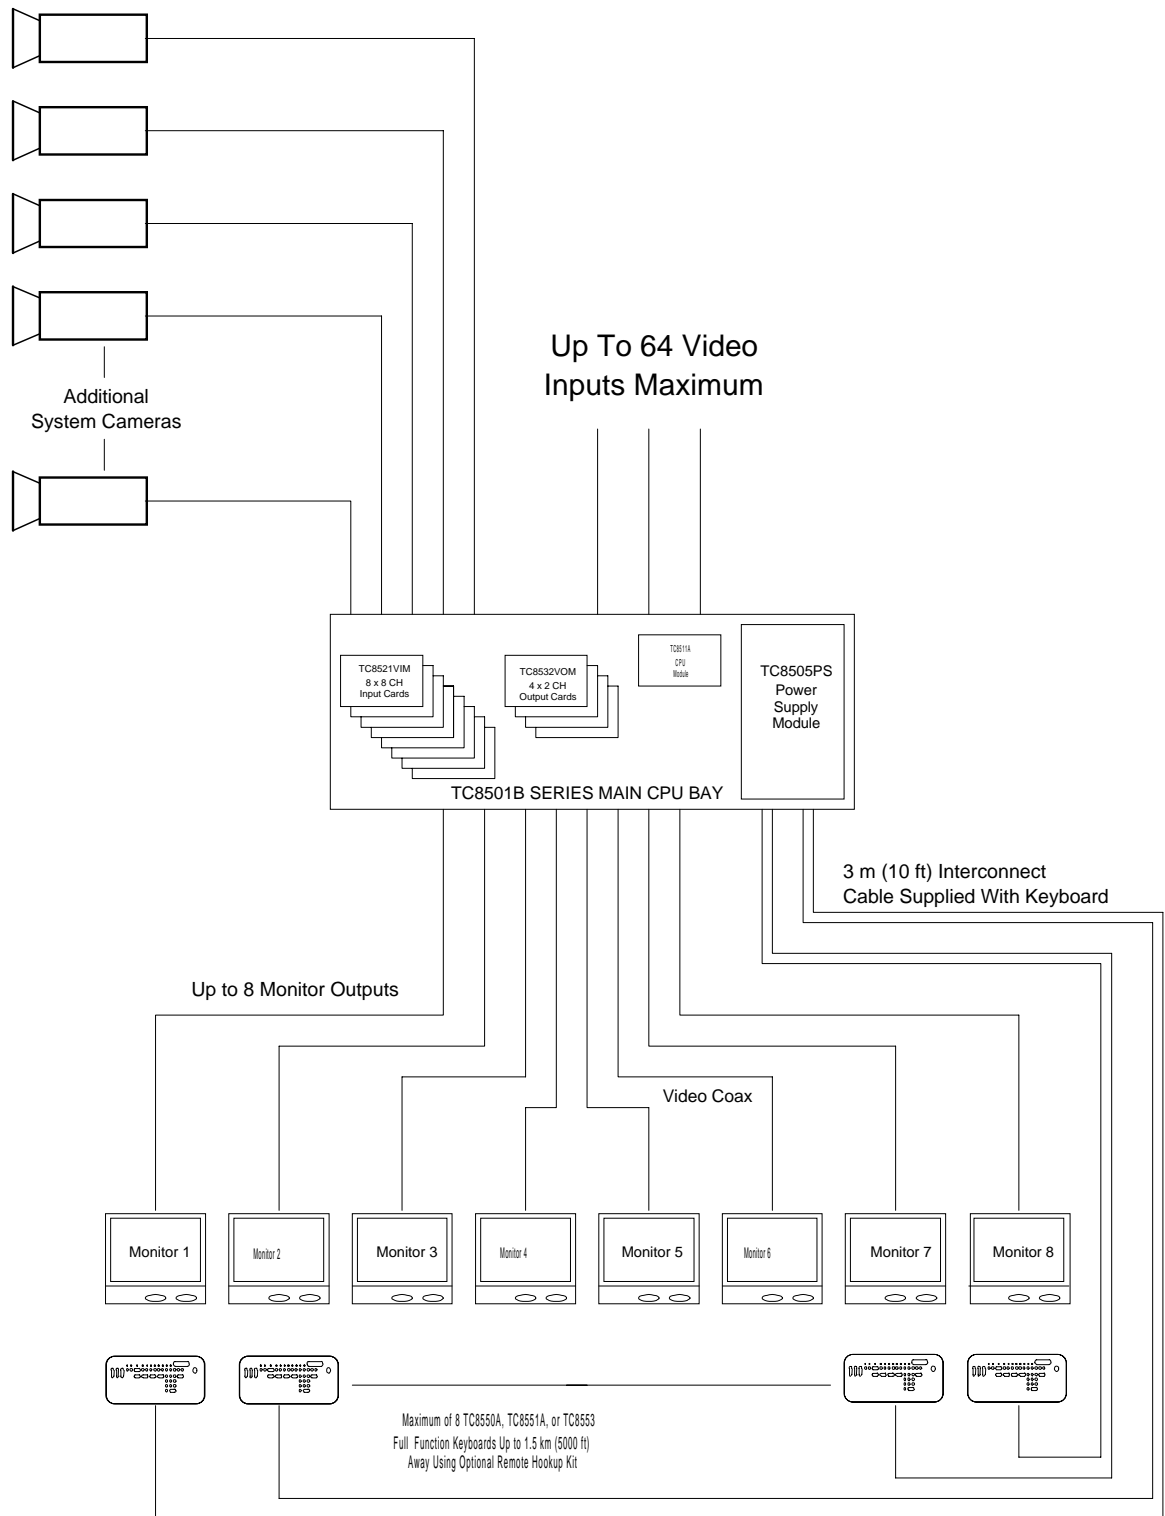 Up To 64 Video
Inputs Maximum
Additional
System Cameras
TC8521VIM
8 x 8 CH
Input Cards
TC8532VOM
4 x 2 CH
Output Cards
TC8511A
CPU
Module
TC8505PS
Power
Supply
Module
TC8501B SERIES MAIN CPU BAY
3 m (10 ft) Interconnect
Cable Supplied With Keyboard
Up to 8 Monitor Outputs
Video Coax
Monitor 1
Monitor 2
Monitor 3
Monitor 4
Monitor 5
Monitor 6
Monitor 7
Monitor 8
Maximum of 8 TC8550A, TC8551A, or TC8553
Full Function Keyboards Up to 1.5 km (5000 ft)
Away Using Optional Remote Hookup Kit